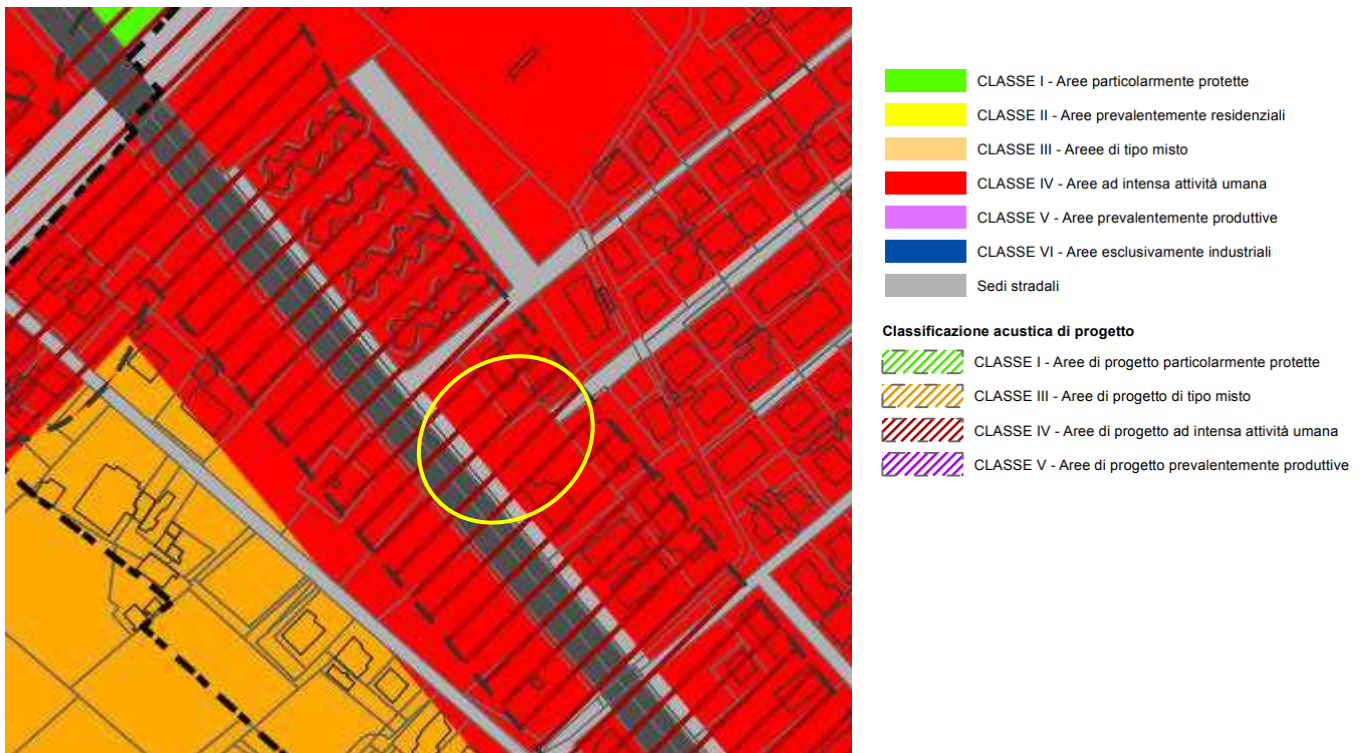 CLASSE I - Aree particolarmente protette
CLASSE II - Aree prevalentemente residenziali
CLASSE III - Areee di tipo misto
CLASSE IV - Aree ad intensa attività umana
CLASSE V - Aree prevalentemente produttive
CLASSE VI - Aree esclusivamente industriali
Sedi stradali
Classificazione acustica di progetto
CLASSE I - Aree di progetto particolarmente protette
CLASSE III - Aree di progetto di tipo misto
CLASSE IV - Aree di progetto ad intensa attività umana
CLASSE V - Aree di progetto prevalentemente produttive